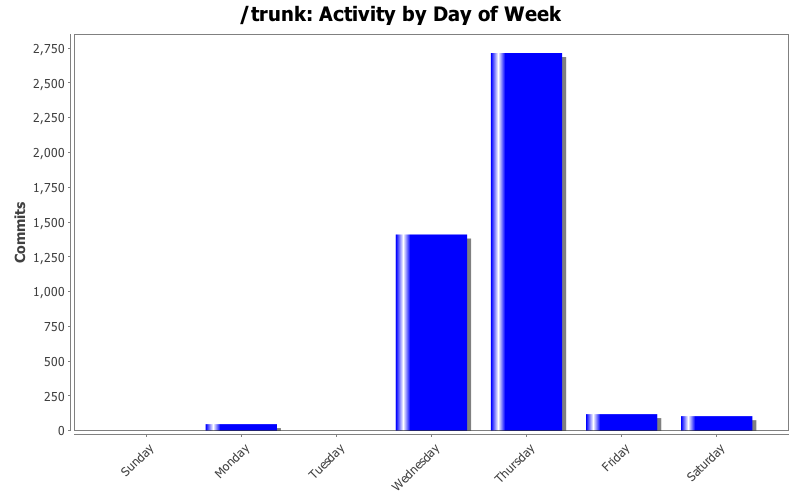 /trunk: Activity by Day of Week
2,750
2,500
2,250
2,000
1,750
1,500
1,250
1,000
750
500
250
0
Commits
Sunday
Monday
Tuesday
Wednesday
Thursday
Friday
Saturday